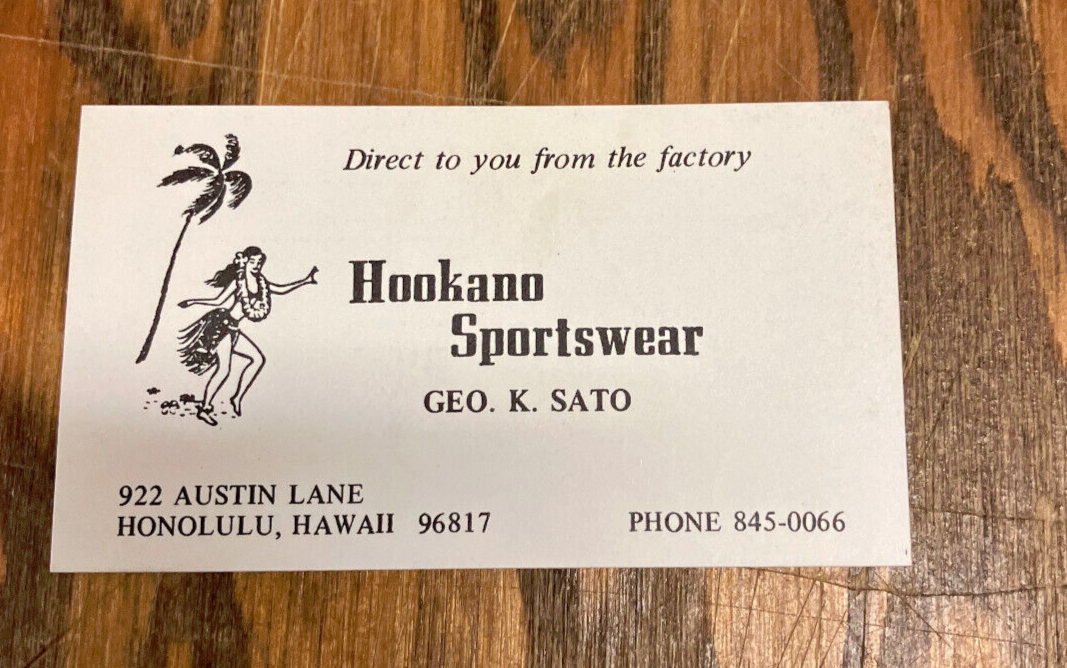 Direct to you from the factory
Hookano
Sportswear
GEO. K. SATO
922 AUSTIN LANE
HONOLULU, HAWAII 96817
PHONE 845-0066